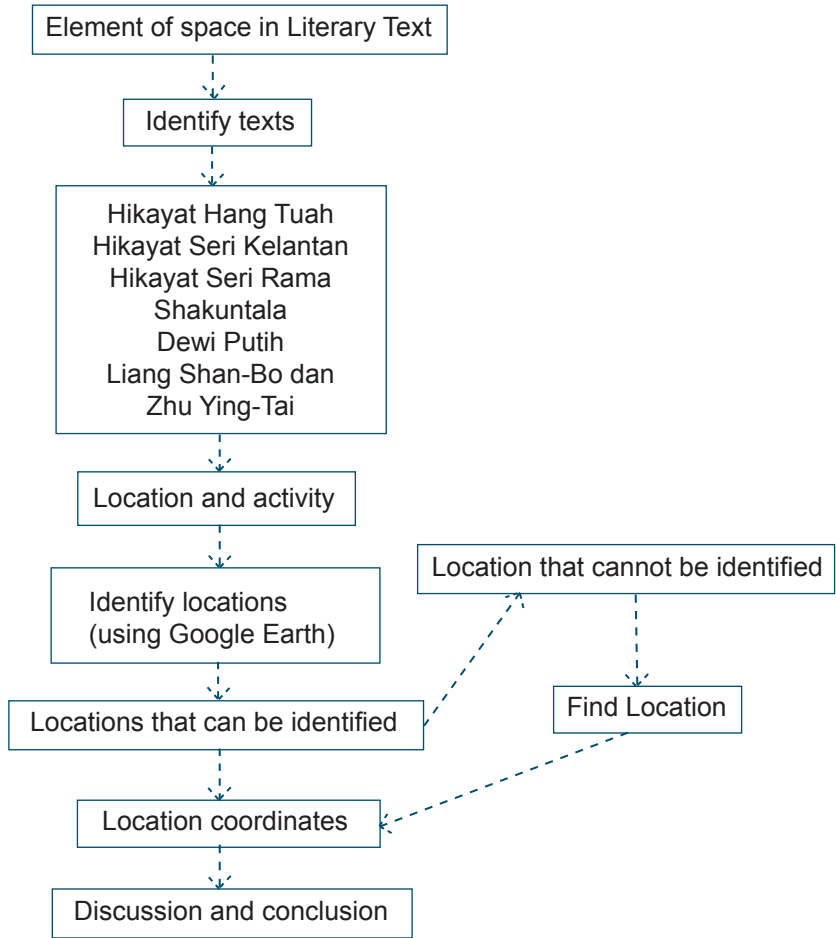 Element of space in Literary Text
Identify texts
Hikayat Hang Tuah
Hikayat Seri Kelantan
Hikayat Seri Rama
Shakuntala
Dewi Putih
Liang Shan-Bo dan
Zhu Ying-Tai
Location and activity
Identify locations
(using Google Earth)
Locations that can be identified
Location that cannot be identified
Find Location
Location coordinates
Discussion and conclusion